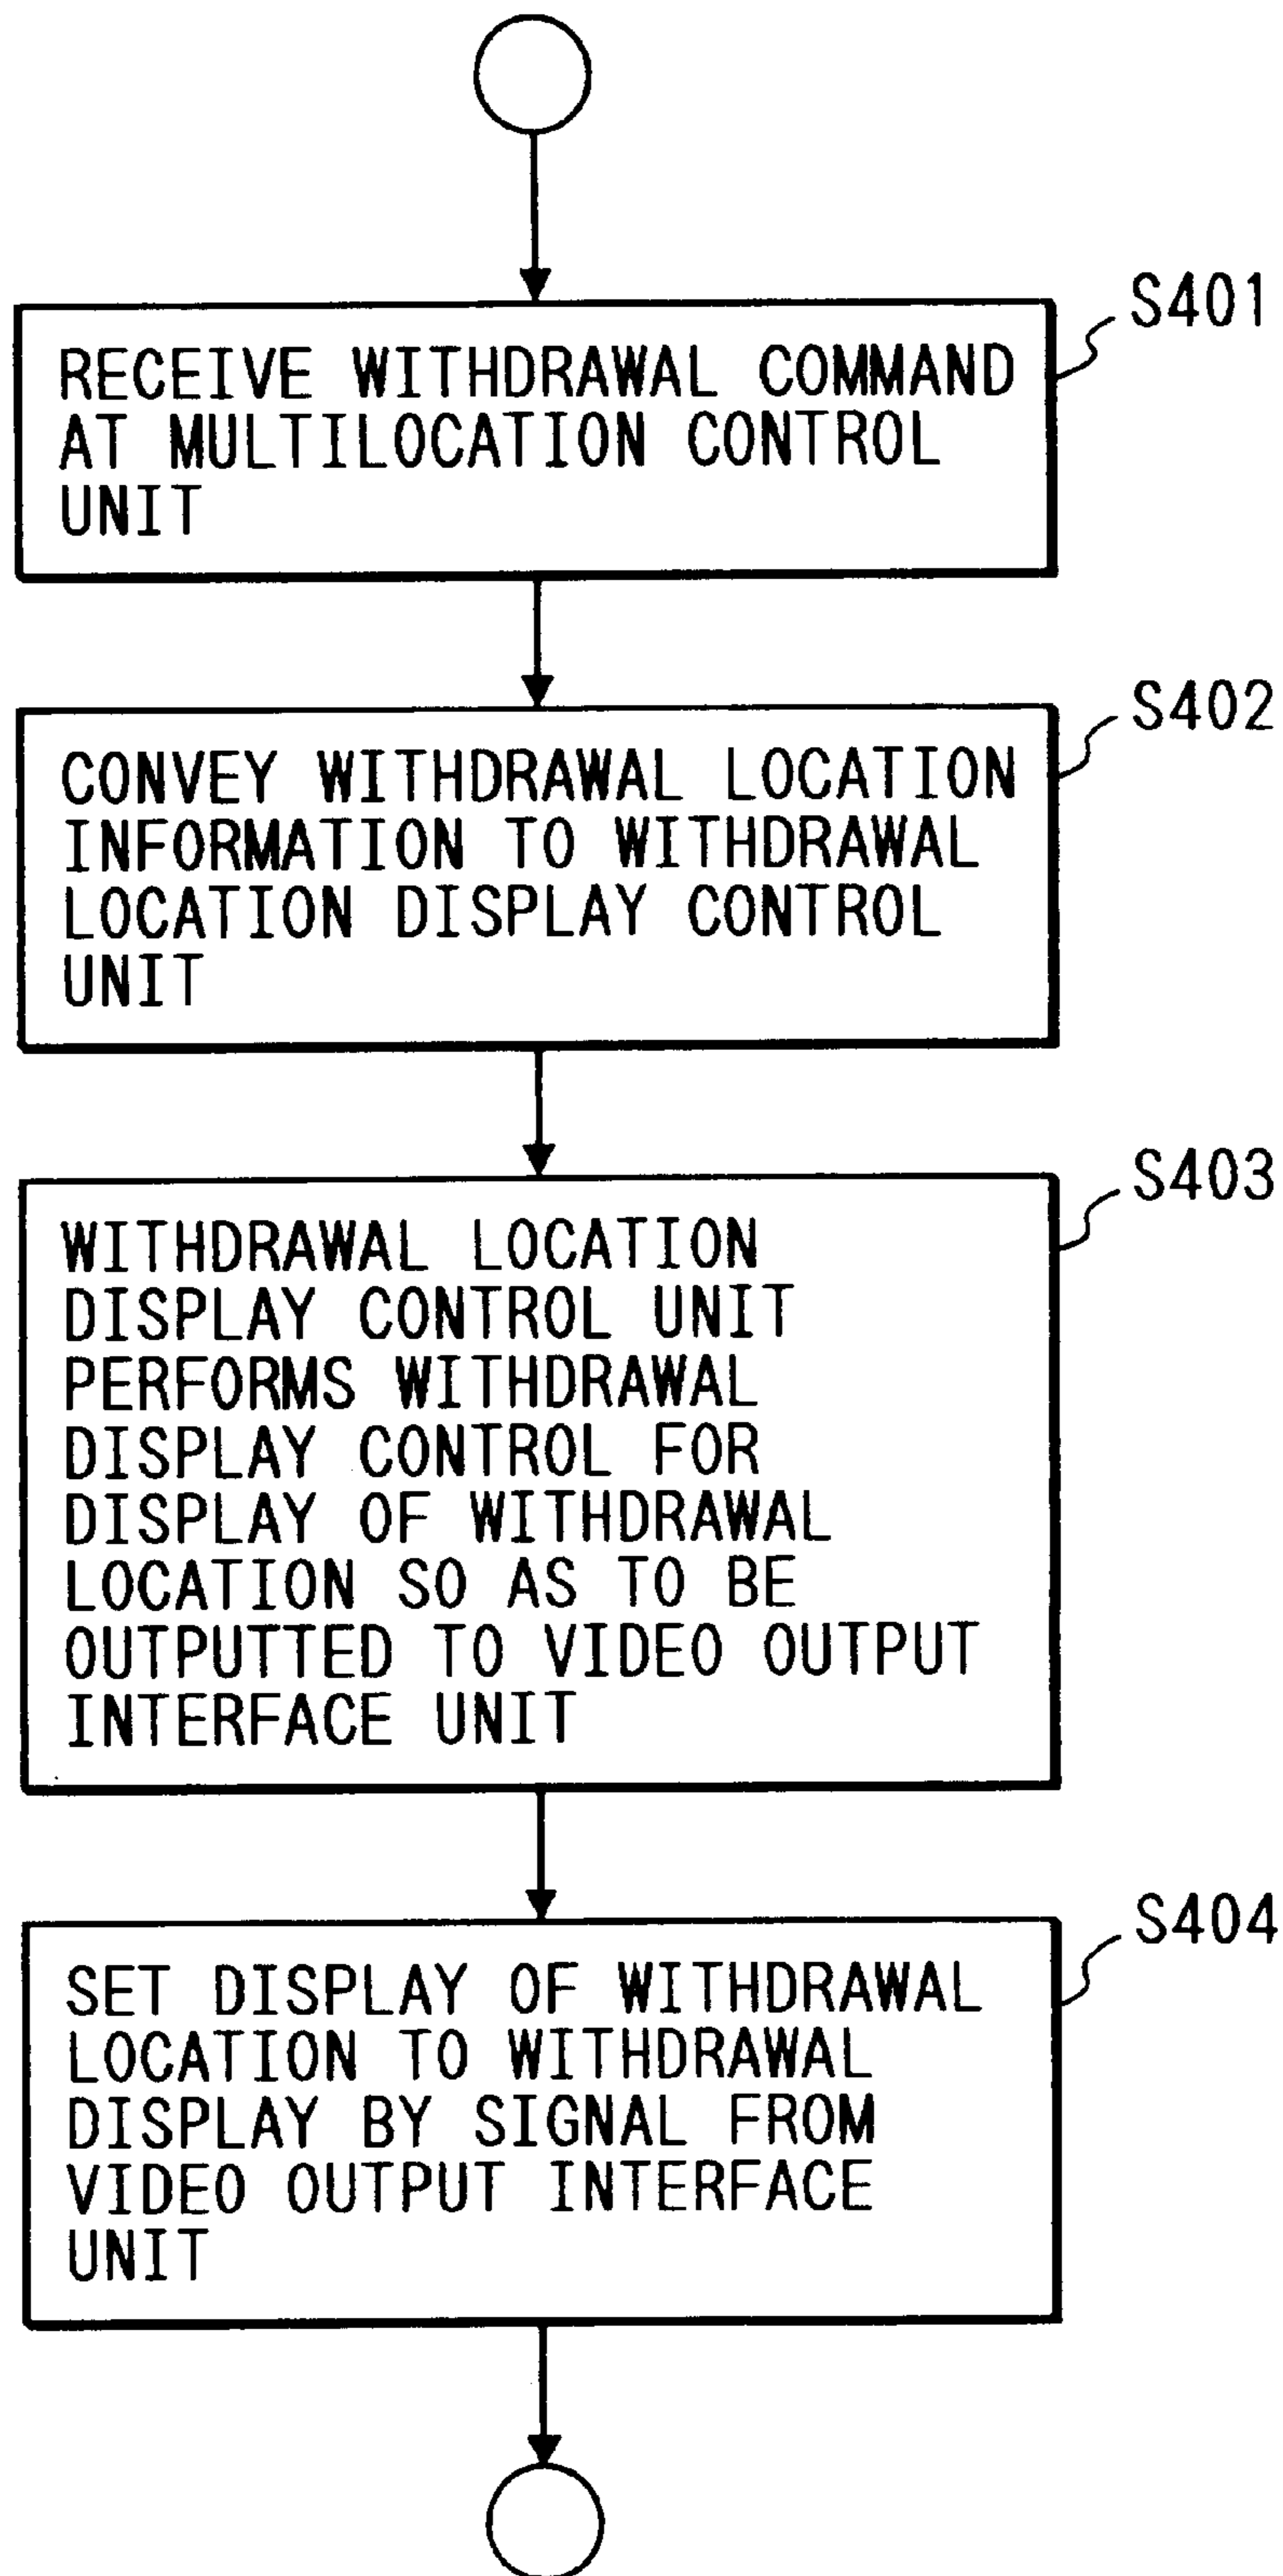 S401
RECEIVE WITHDRAWAL COMMAND
AT MULTILOCATION CONTROL
UNIT
S402
CONVEY WITHDRAWAL LOCATION
INFORMATION TO WITHDRAWAL
LOCATION DISPLAY CONTROL
UNIT
S403
WITHDRAWAL LOCATION
DISPLAY CONTROL UNIT
PERFORMS WITHDRAWAL
DISPLAY CONTROL FOR
DISPLAY OF WITHDRAWAL
LOCATION SO AS TO BE
OUTPUTTED TO VIDEO OUTPUT
INTERFACE UNIT
S404
SET DISPLAY OF WITHDRAWAL
LOCATION TO WITHDRAWAL
DISPLAY BY SIGNAL FROM
VIDEO OUTPUT INTERFACE
UNIT